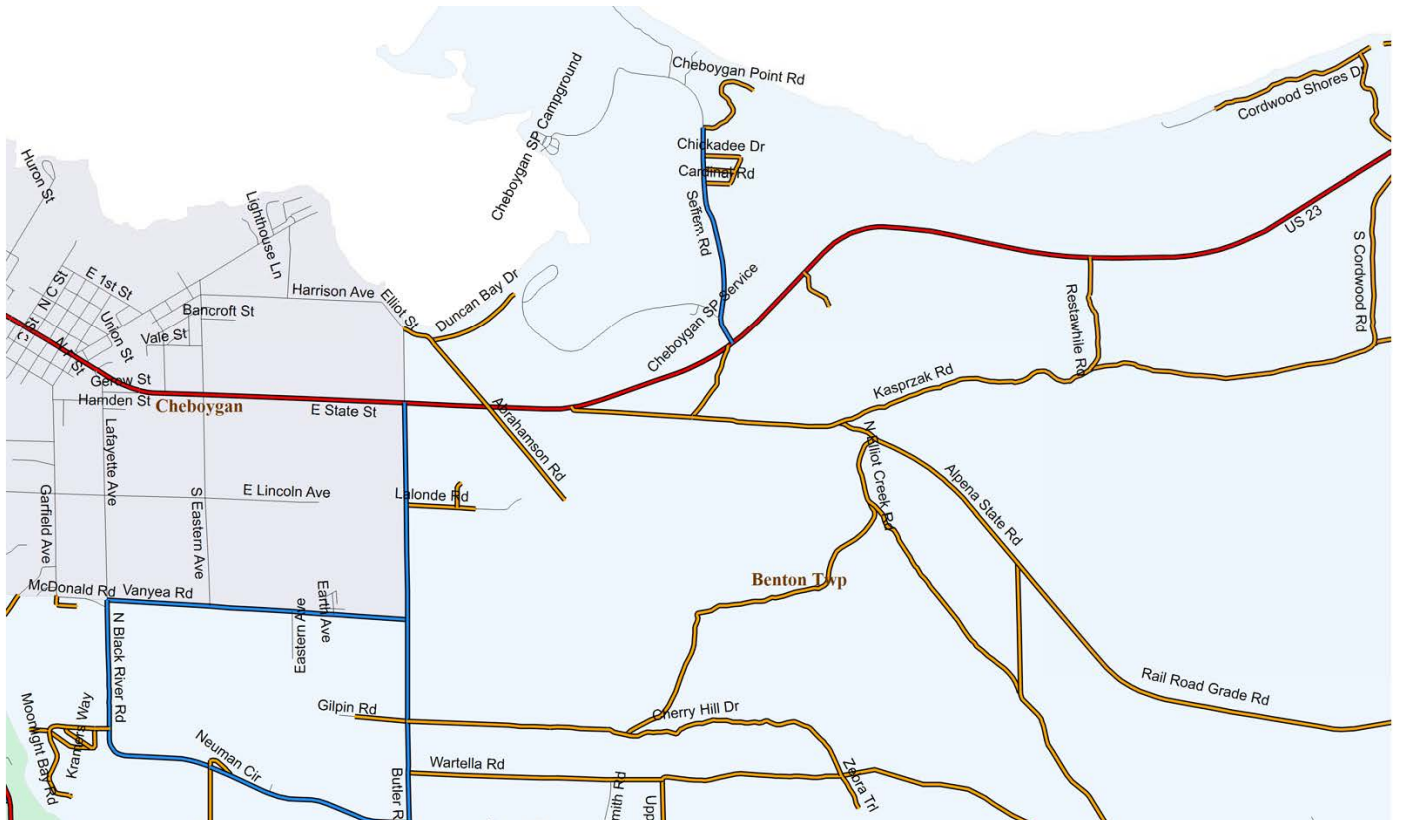 Cheboygan Point Rd
Cordwood Shores Dr
Cheboygan SP Campground
Chickadee Dr
Cardinal Rd
Huron St
Lighthouse Ln
Seffern Rd
US 23
S Cordwood Rd
E 1st St
N C St
C St
N A St
Union St
Harrison Ave
Elliot St
Duncan Bay Dr
Bancroft St
Vale St
Cheboygan SP Service
Restawhile Rd
Gerow St
Hamden St
Cheboygan
E State St
Kasprzak Rd
Abrahamson Rd
N Elliot Creek Rd
Alpena State Rd
Lafayette Ave
Garfield Ave
S Eastern Ave
E Lincoln Ave
Lalonde Rd
McDonald Rd
Vanyea Rd
Earth Ave
Eastern Ave
Benton Twp
N Black River Rd
Rail Road Grade Rd
Gilpin Rd
Cherry Hill Dr
Moonlight Bay Rd
Kramers Way
Neuman Cir
Butler R
Wartella Rd
mith Rd
Upp
Zebra Trl